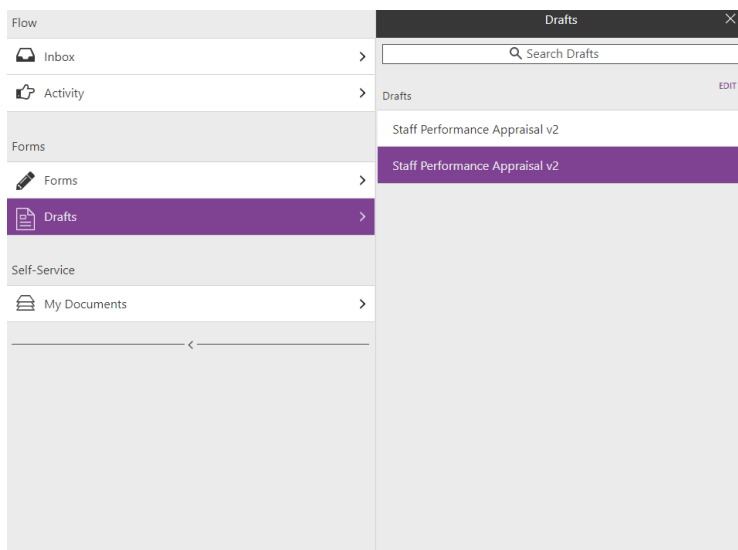 Flow
Inbox
Activity
Forms
Forms
Drafts
Self-Service
My Documents
Drafts
Search Drafts
EDIT
Drafts
Staff Performance Appraisal v2
Staff Performance Appraisal v2